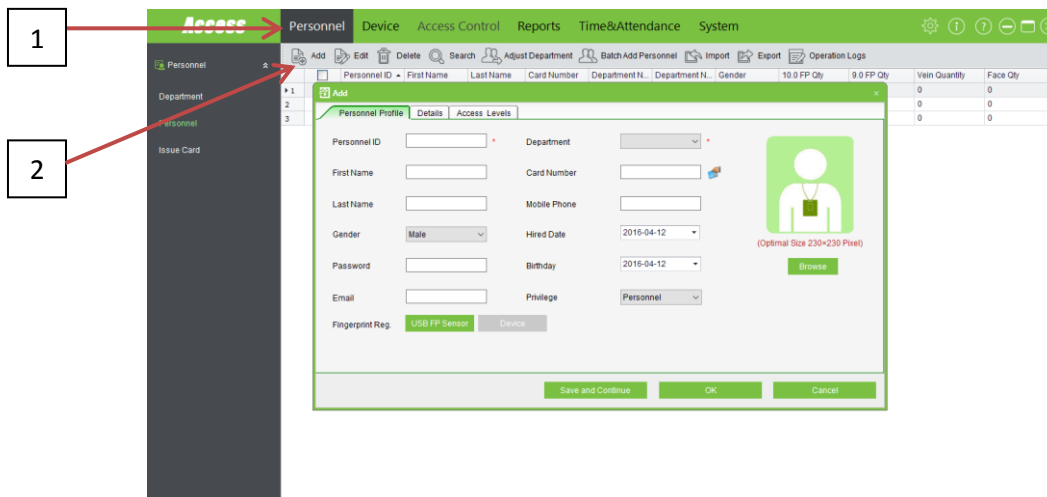 1
2
Access
Personnel Device Access Control Reports Time&Attendance System
Add Edit Delete Search Adjust Department Batch Add Personnel Import Export Operation Logs
Personnel
Department
Personnel
Issue Card
Personnel ID First Name Last Name Card Number Department N... Department N... Gender 10.0 FP Qty 9.0 FP Qty Vein Quantity Face Qty
1 0 0
2 0 0
3 0 0
Add
Personnel Profile Details Access Levels
Personnel ID * Department *
First Name Card Number
Last Name Mobile Phone
Gender Male Hired Date 2016-04-12
(Optimal Size 230×230 Pixel)
Password Birthday 2016-04-12 Browse
Email Privilege Personnel
Fingerprint Reg. USB FP Sensor Device
Save and Continue OK Cancel